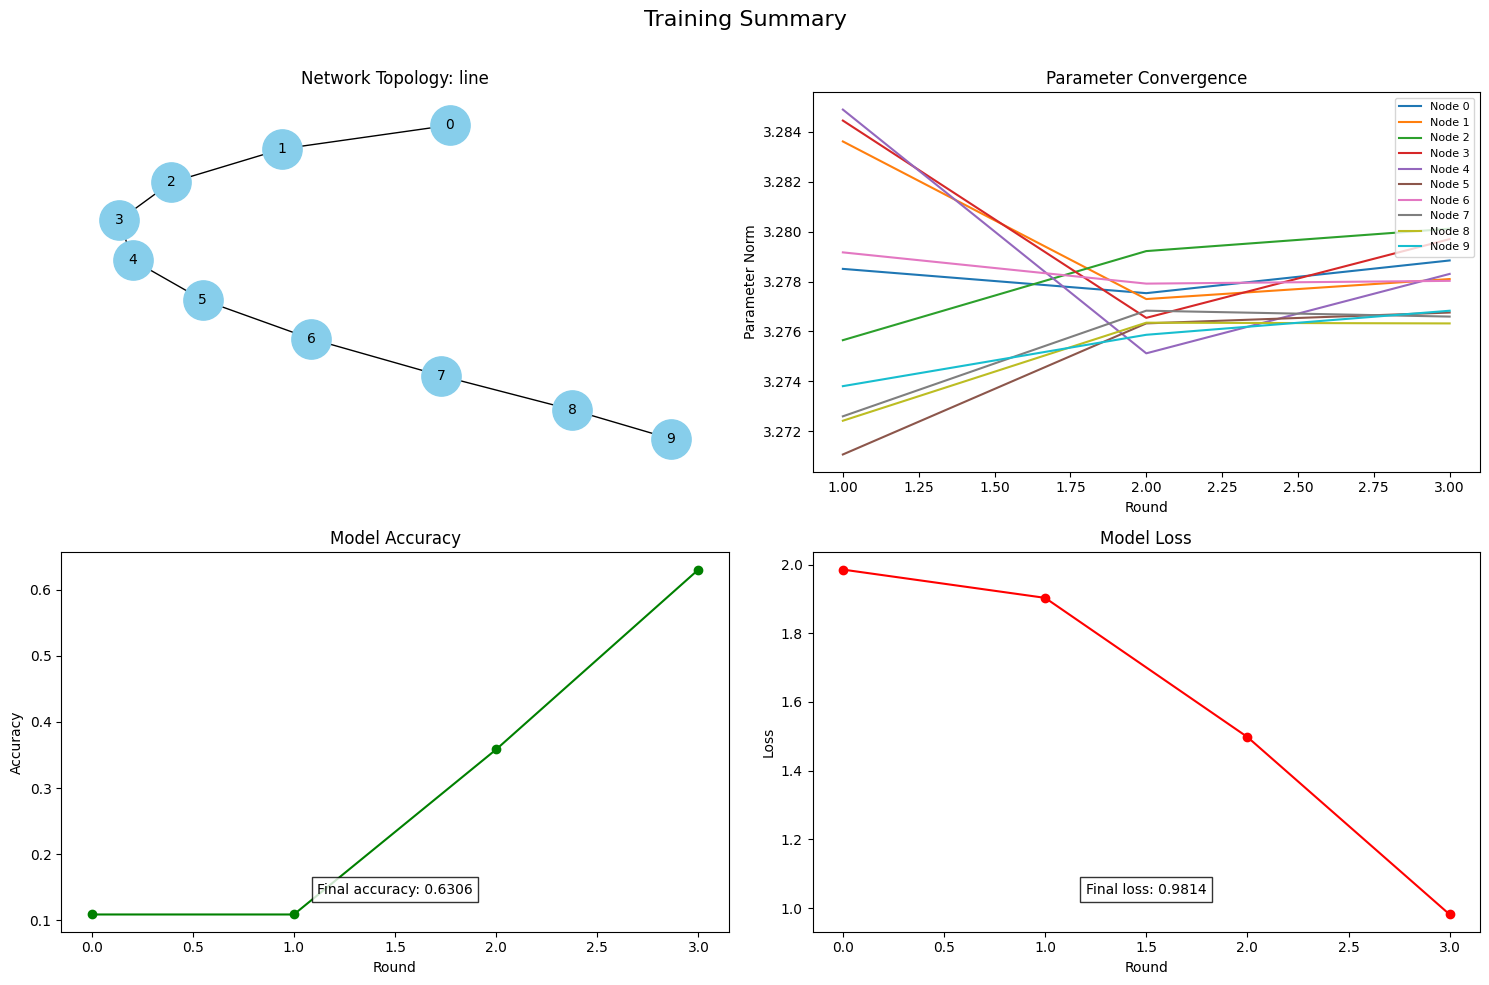 Training Summary
Network Topology: line
0
1
2
3
4
5
6
7
8
9
Parameter Convergence
Parameter Norm
3.284
3.282
3.280
3.278
3.276
3.274
3.272
Node 0
Node 1
Node 2
Node 3
Node 4
Node 5
Node 6
Node 7
Node 8
Node 9
1.00 1.25 1.50 1.75 2.00 2.25 2.50 2.75 3.00
Round
Model Accuracy
Accuracy
0.6
0.5
0.4
0.3
0.2
0.1
Final accuracy: 0.6306
0.0 0.5 1.0 1.5 2.0 2.5 3.0
Round
Model Loss
Loss
2.0
1.8
1.6
1.4
1.2
1.0
Final loss: 0.9814
0.0 0.5 1.0 1.5 2.0 2.5 3.0
Round